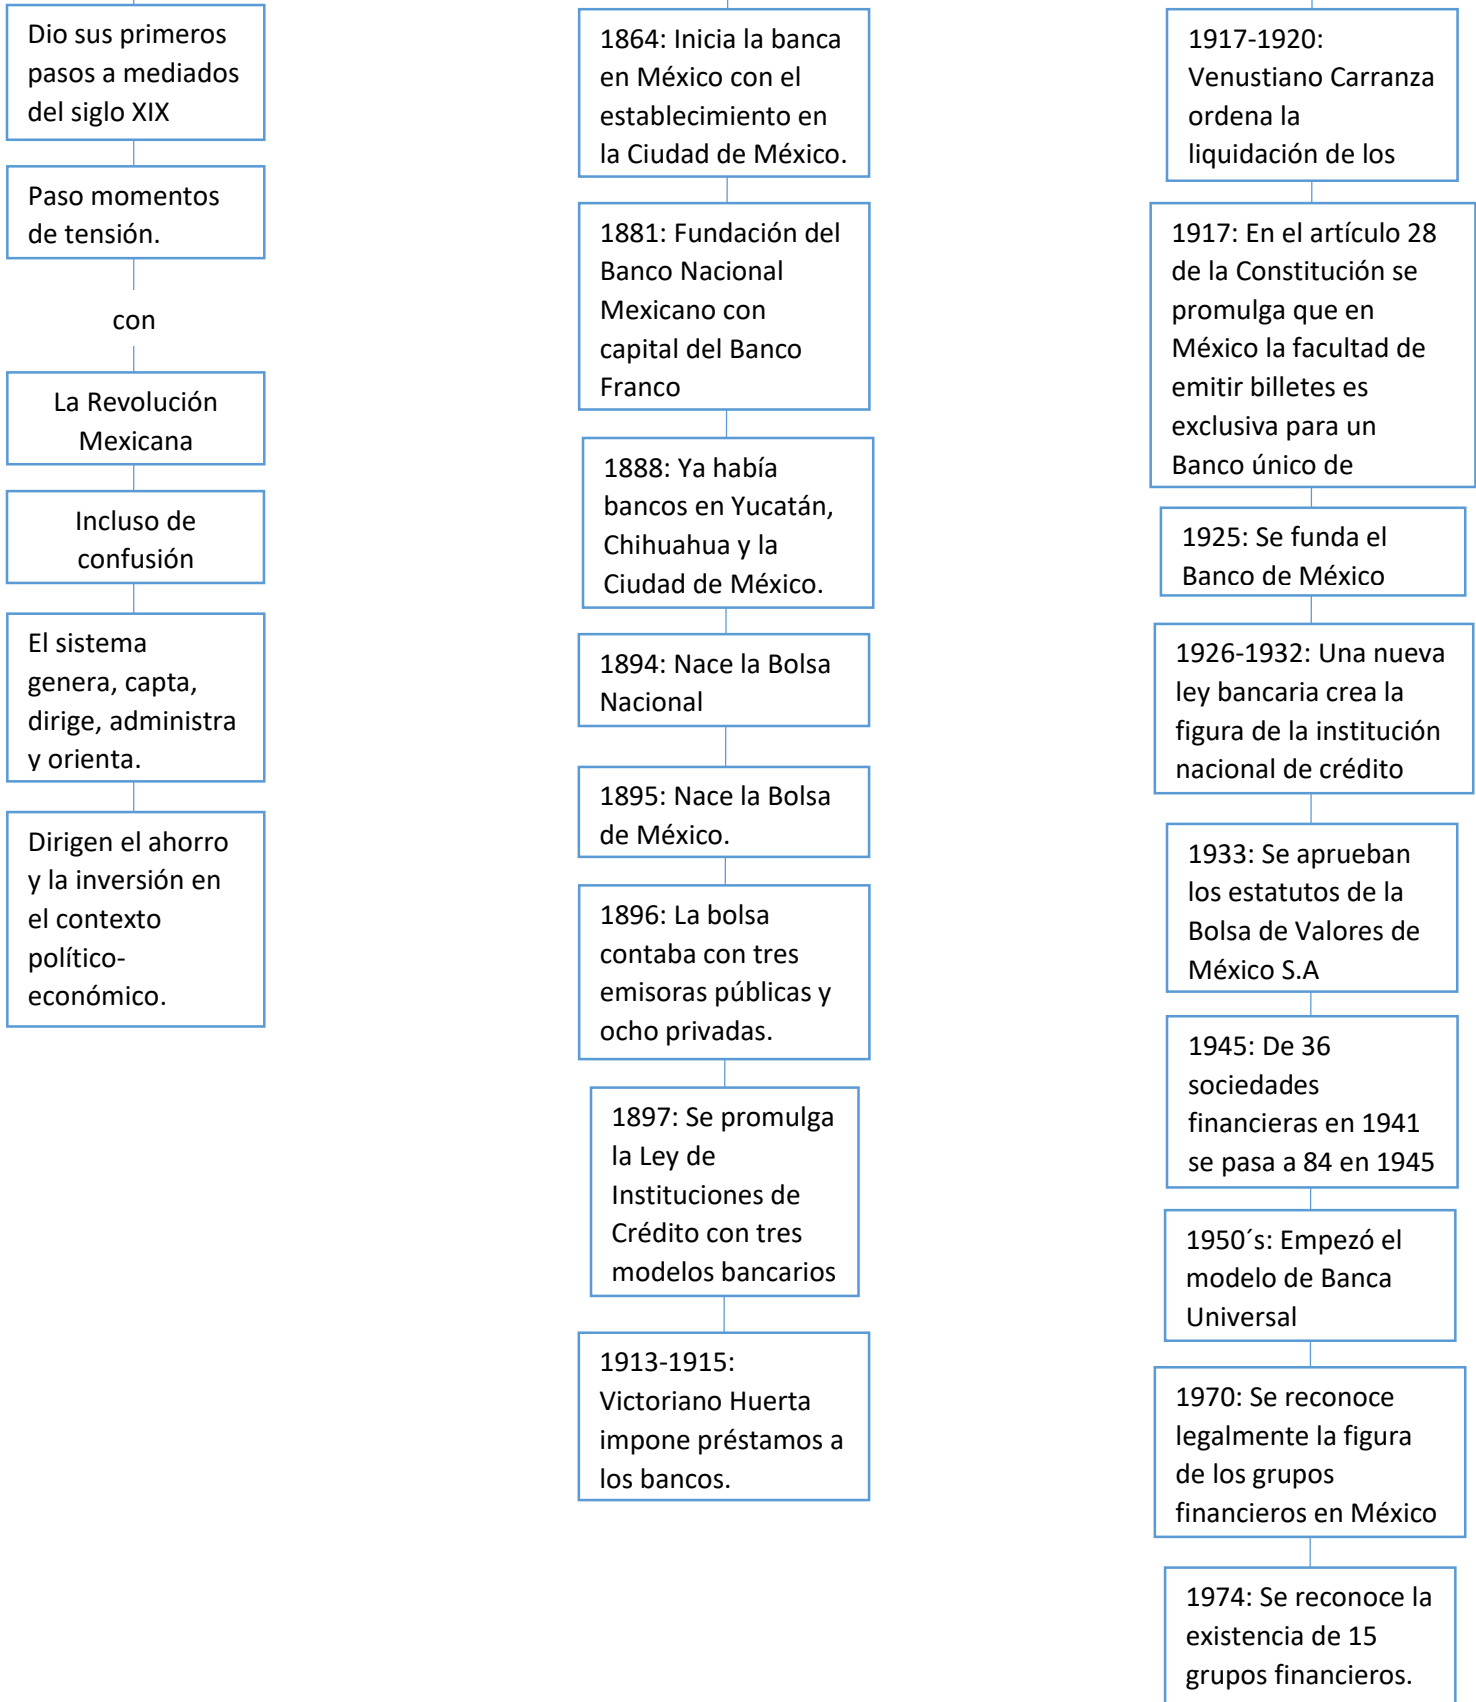 Dio sus primeros
pasos a mediados
del siglo XIX
Paso momentos
de tensión.
con
La Revolución
Mexicana
Incluso de
confusión
El sistema
genera, capta,
dirige, administra
y orienta.
Dirigen el ahorro
y la inversión en
el contexto
político-
económico.
1864: Inicia la banca
en México con el
establecimiento en
la Ciudad de México.
1881: Fundación del
Banco Nacional
Mexicano con
capital del Banco
Franco
1888: Ya había
bancos en Yucatán,
Chihuahua y la
Ciudad de México.
1894: Nace la Bolsa
Nacional
1895: Nace la Bolsa
de México.
1896: La bolsa
contaba con tres
emisoras públicas y
ocho privadas.
1897: Se promulga
la Ley de
Instituciones de
Crédito con tres
modelos bancarios
1913-1915:
Victoriano Huerta
impone préstamos a
los bancos.
1917-1920:
Venustiano Carranza
ordena la
liquidación de los
1917: En el artículo 28
de la Constitución se
promulga que en
México la facultad de
emitir billetes es
exclusiva para un
Banco único de
1925: Se funda el
Banco de México
1926-1932: Una nueva
ley bancaria crea la
figura de la institución
nacional de crédito
1933: Se aprueban
los estatutos de la
Bolsa de Valores de
México S.A
1945: De 36
sociedades
financieras en 1941
se pasa a 84 en 1945
1950´s: Empezó el
modelo de Banca
Universal
1970: Se reconoce
legalmente la figura
de los grupos
financieros en México
1974: Se reconoce la
existencia de 15
grupos financieros.